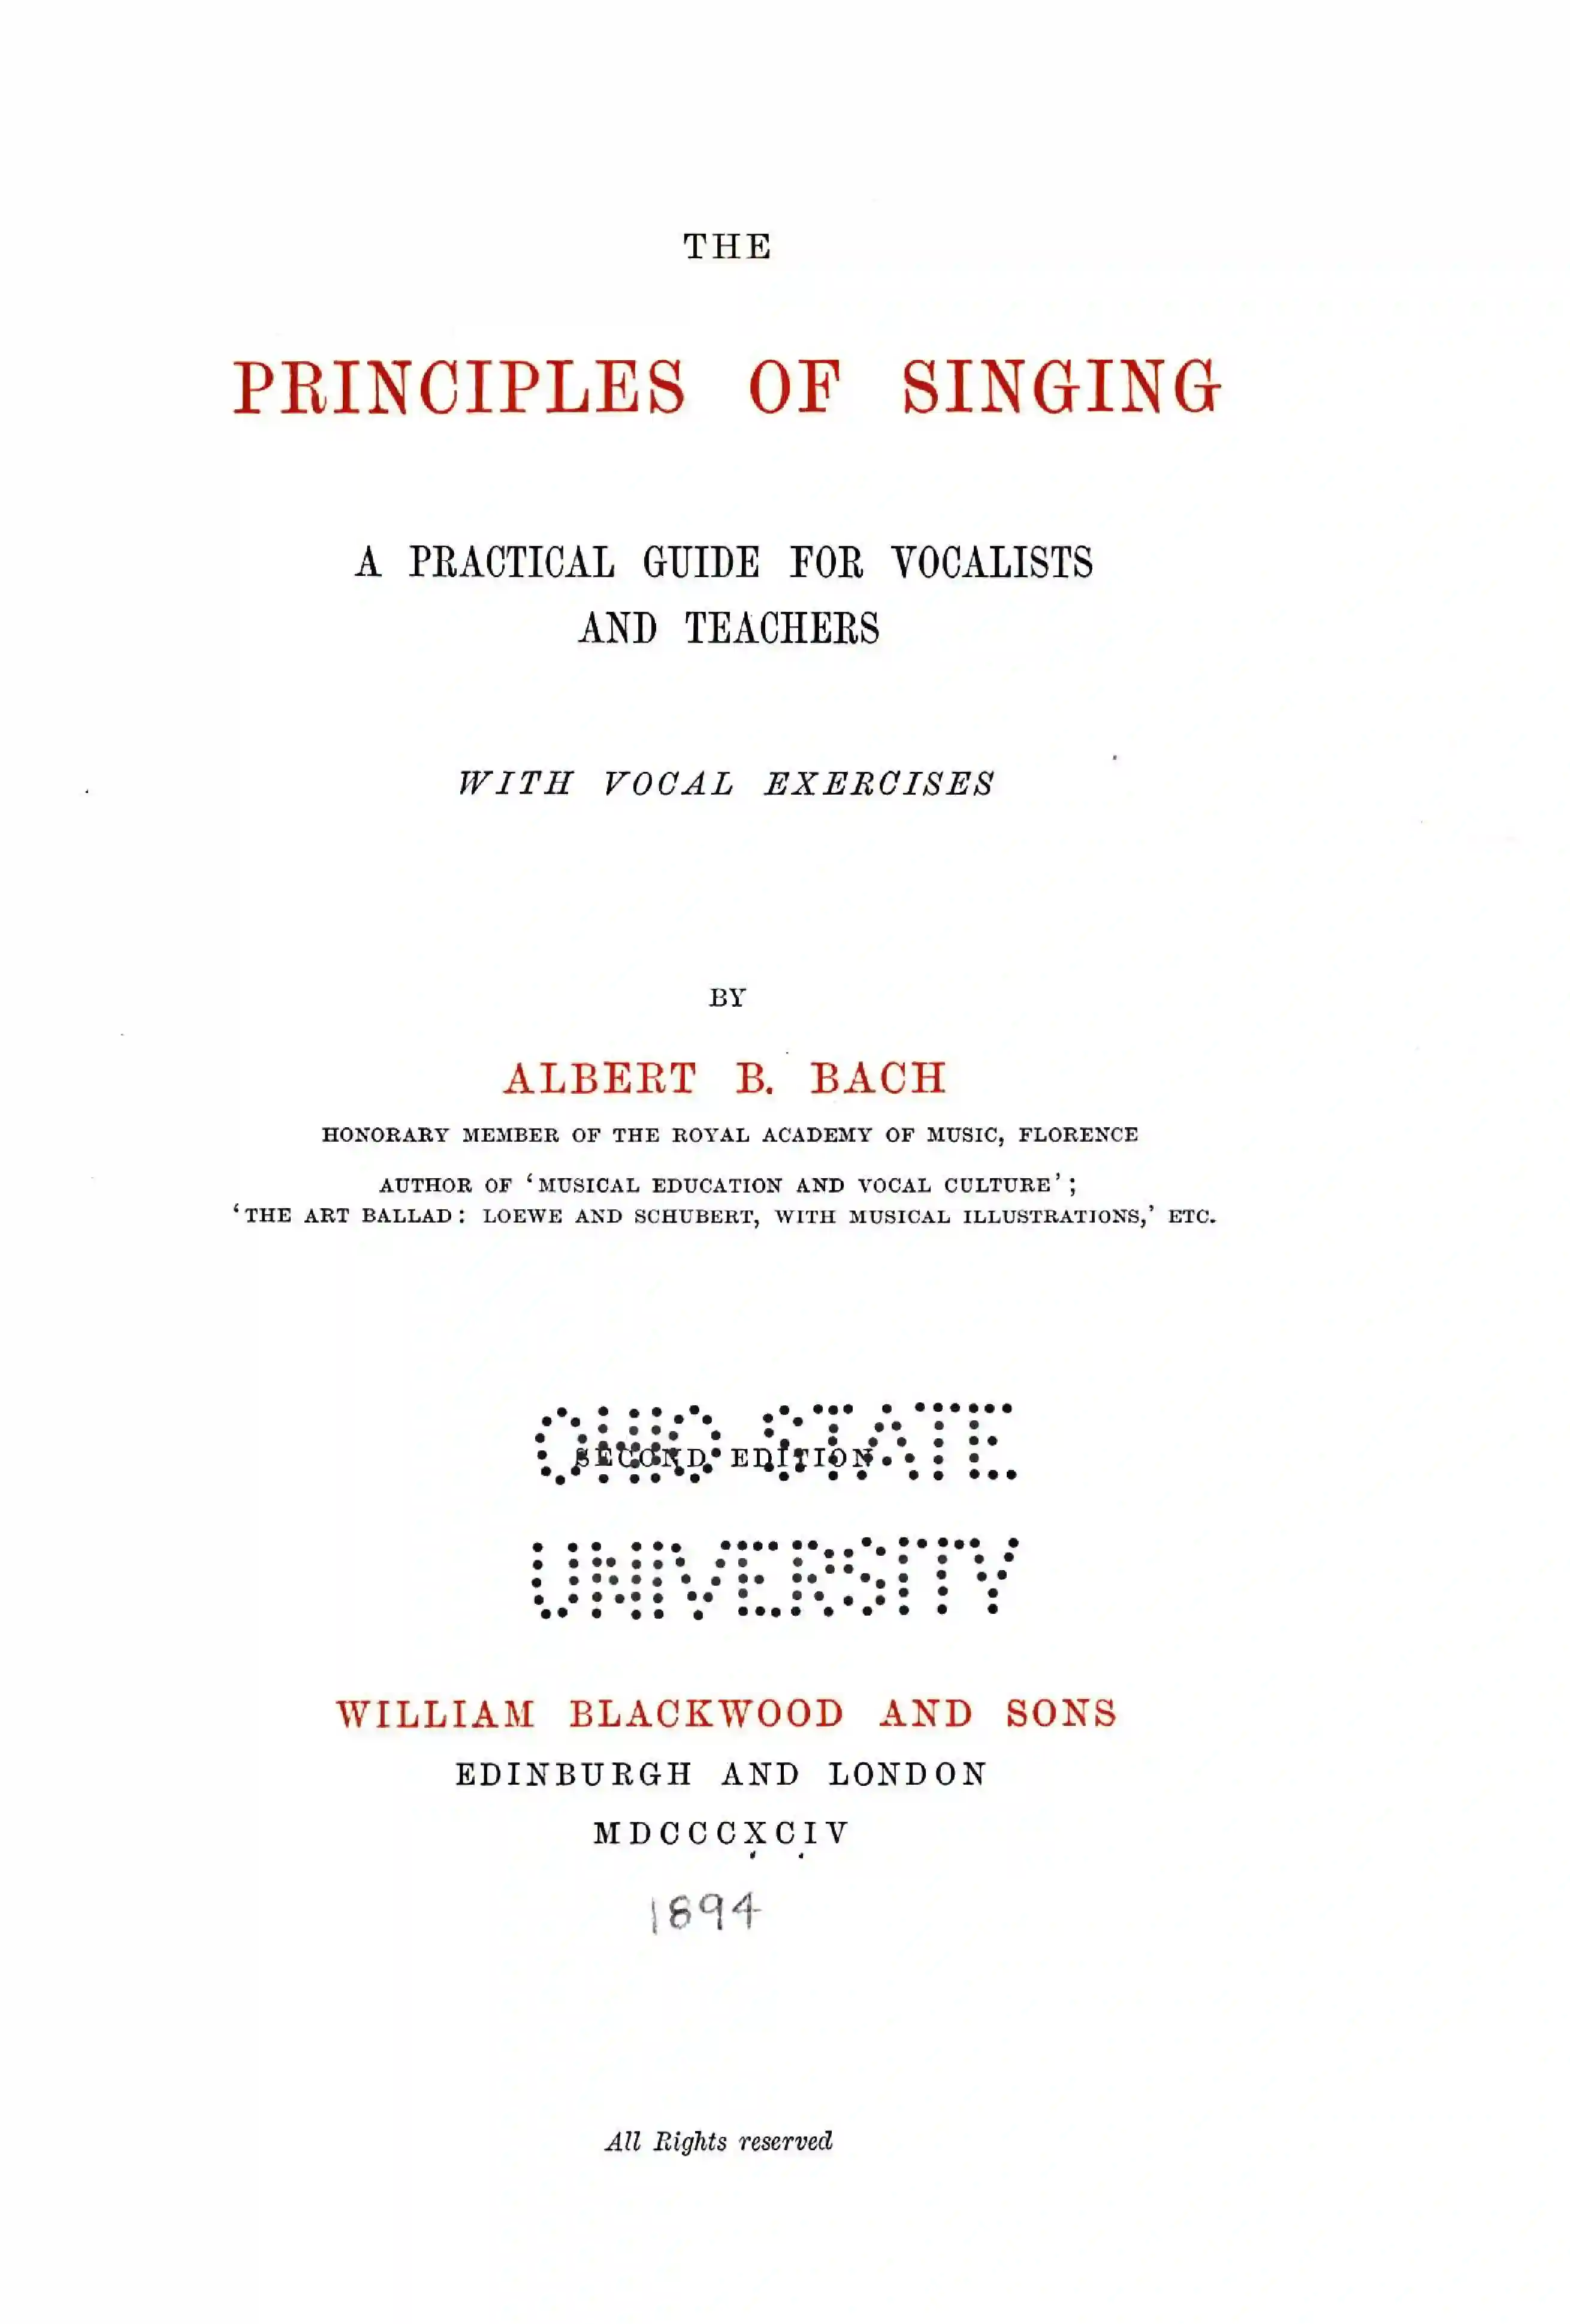 THE
PRINCIPLES OF SINGING
A PRACTICAL GUIDE FOR VOCALISTS
AND TEACHERS
WITH VOCAL EXERCISES
BY
ALBERT B. BACH
HONORARY MEMBER OF THE ROYAL ACADEMY OF MUSIC, FLORENCE
AUTHOR OF ‘MUSICAL EDUCATION AND VOCAL CULTURE’;
‘THE ART BALLAD: LOEWE AND SCHUBERT, WITH MUSICAL ILLUSTRATIONS,’ ETC.
OHIO STATE
SECOND EDITION
UNIVERSITY
WILLIAM BLACKWOOD AND SONS
EDINBURGH AND LONDON
MDCCCXCIV
1894
All Rights reserved